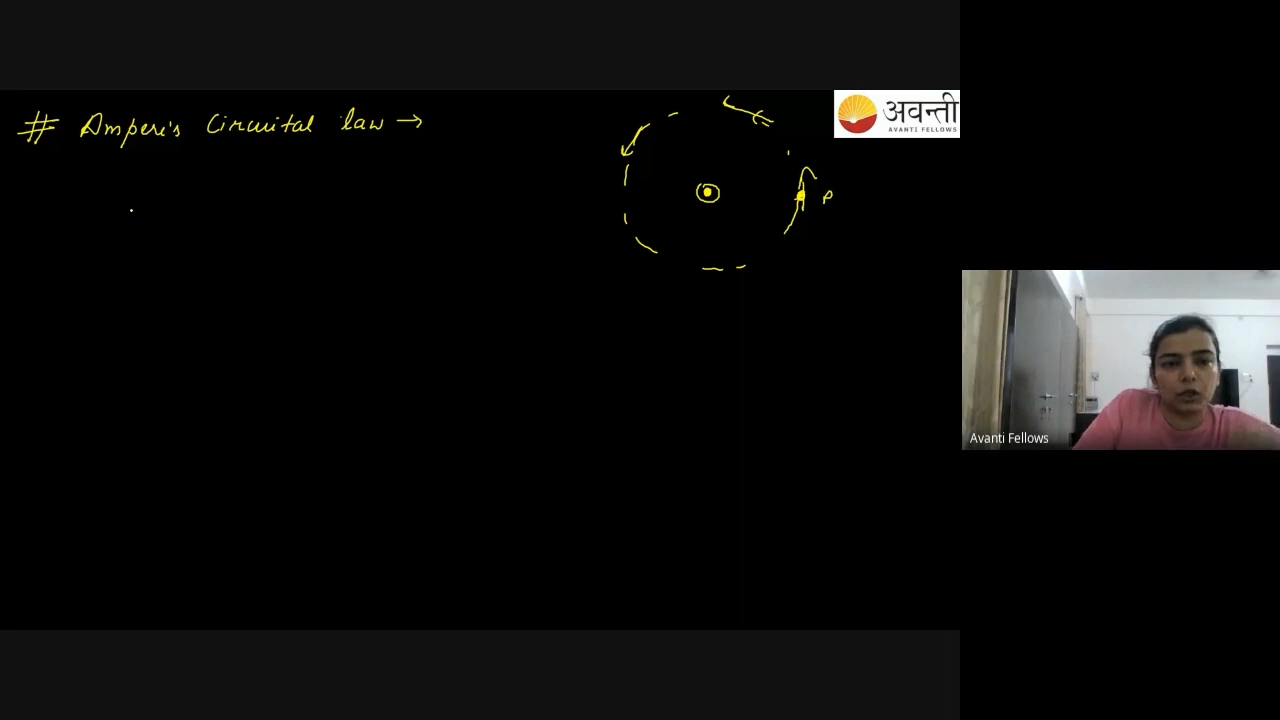 # Ampere's Circuital law →
P
अवन्ती
AVANTI FELLOWS
Avanti Fellows